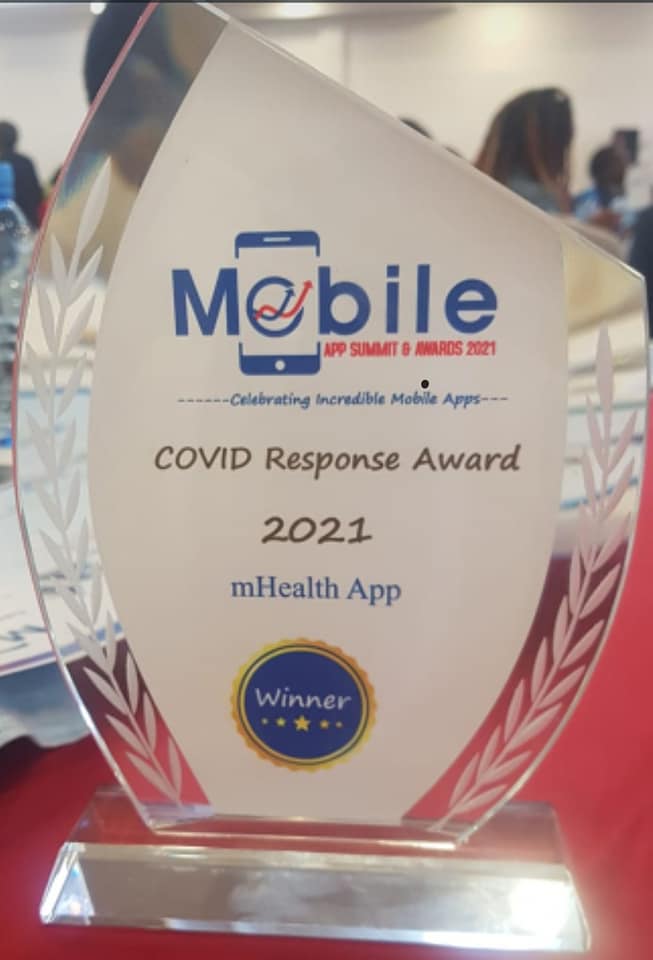 Mobile
APP SUMMIT & AWARDS 2021
------Celebrating Incredible Mobile Apps---
COVID Response Award
2021
mHealth App
Winner